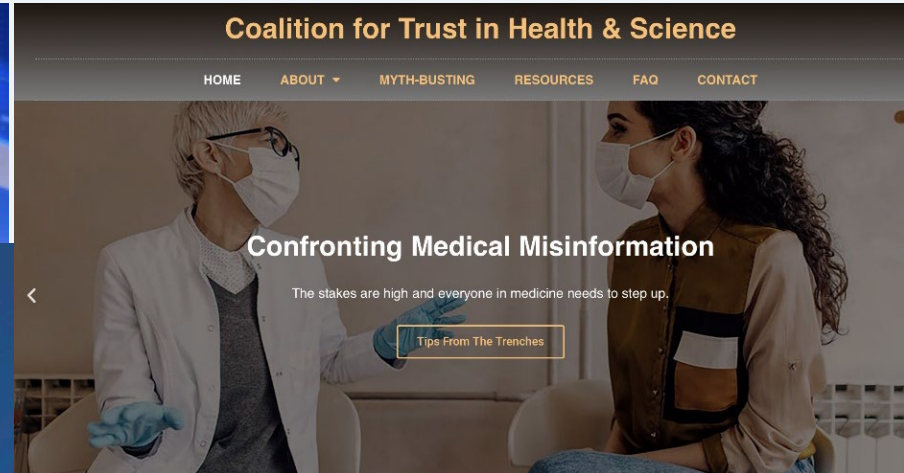 Coalition for Trust in Health & Science
HOME ABOUT MYTH-BUSTING RESOURCES FAQ CONTACT
Confronting Medical Misinformation
The stakes are high and everyone in medicine needs to step up.
Tips From The Trenches